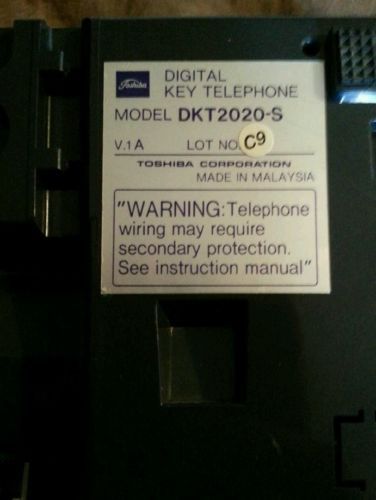 Toshiba
DIGITAL
KEY TELEPHONE
MODEL DKT2020-S
V.1A LOT NO. C9
TOSHIBA CORPORATION
MADE IN MALAYSIA
"WARNING: Telephone
wiring may require
secondary protection.
See instruction manual"